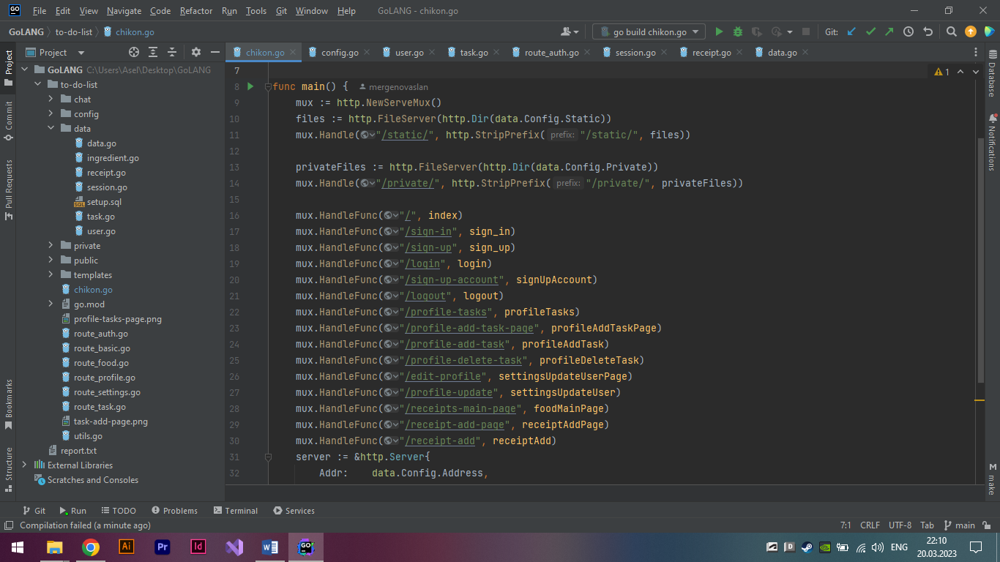 GO File Edit View Navigate Code Refactor Run Tools Git Window Help GoLANG - chikon.go
GoLANG to-do-list chikon.go go build chikon.go Git:
Project
chikon.go config.go user.go task.go route_auth.go session.go receipt.go data.go
Project
Commit
Pull Requests
Bookmarks
Structure
GoLANG C:\Users\Asel\Desktop\GoLANG
to-do-list
chat
config
data
data.go
ingredient.go
receipt.go
session.go
SQL setup.sql
task.go
user.go
private
public
templates
chikon.go
go.mod
profile-tasks-page.png
route_auth.go
route_basic.go
route_food.go
route_profile.go
route_settings.go
route_task.go
task-add-page.png
utils.go
report.txt
External Libraries
Scratches and Consoles
7 1
8 func main() { mergenovaslan
9 mux := http.NewServeMux()
10 files := http.FileServer(http.Dir(data.Config.Static))
11 mux.Handle("/static/", http.StripPrefix( prefix: "/static/", files))
12
13 privateFiles := http.FileServer(http.Dir(data.Config.Private))
14 mux.Handle("/private/", http.StripPrefix( prefix: "/private/", privateFiles))
15
16 mux.HandleFunc("/", index)
17 mux.HandleFunc("/sign-in", sign_in)
18 mux.HandleFunc("/sign-up", sign_up)
19 mux.HandleFunc("/login", login)
20 mux.HandleFunc("/sign-up-account", signUpAccount)
21 mux.HandleFunc("/logout", logout)
22 mux.HandleFunc("/profile-tasks", profileTasks)
23 mux.HandleFunc("/profile-add-task-page", profileAddTaskPage)
24 mux.HandleFunc("/profile-add-task", profileAddTask)
25 mux.HandleFunc("/profile-delete-task", profileDeleteTask)
26 mux.HandleFunc("/edit-profile", settingsUpdateUserPage)
27 mux.HandleFunc("/profile-update", settingsUpdateUser)
28 mux.HandleFunc("/receipts-main-page", foodMainPage)
29 mux.HandleFunc("/receipt-add-page", receiptAddPage)
30 mux.HandleFunc("/receipt-add", receiptAdd)
31 server := &http.Server{
32 Addr: data.Config.Address,
Database
Notifications
M make
Git Run TODO Problems Terminal Services
Compilation failed (a minute ago) 7:1 CRLF UTF-8 Tab main
Ai Pr Id W GO ENG 22:10
20.03.2023